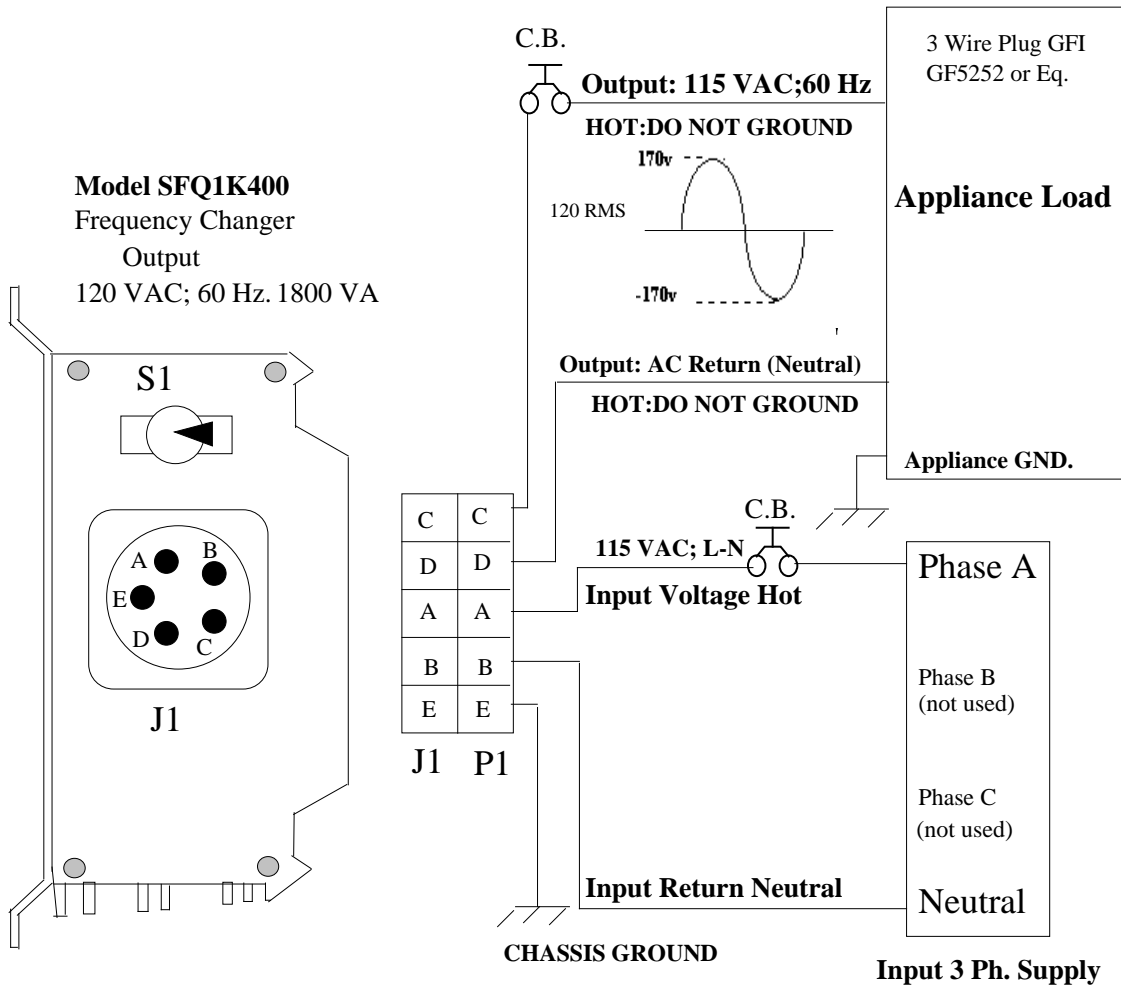 Model SFQ1K400
Frequency Changer
Output
120 VAC; 60 Hz. 1800 VA
S1
A
B
E
D
C
J1
C C
D D
A A
B B
E E
J1 P1
C.B.
Output: 115 VAC;60 Hz
HOT:DO NOT GROUND
170v
120 RMS
-170v
Output: AC Return (Neutral)
HOT:DO NOT GROUND
3 Wire Plug GFI
GF5252 or Eq.
Appliance Load
Appliance GND.
C.B.
115 VAC; L-N
Input Voltage Hot
Input Return Neutral
CHASSIS GROUND
Phase A
Phase B
(not used)
Phase C
(not used)
Neutral
Input 3 Ph. Supply